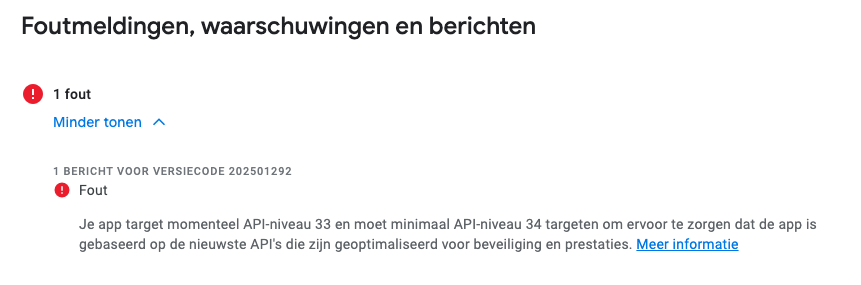 Foutmeldingen, waarschuwingen en berichten
1 fout
Minder tonen
1 BERICHT VOOR VERSIECODE 202501292
Fout
Je app target momenteel API-niveau 33 en moet minimaal API-niveau 34 targeten om ervoor te zorgen dat de app is
gebaseerd op de nieuwste API's die zijn geoptimaliseerd voor beveiliging en prestaties. Meer informatie